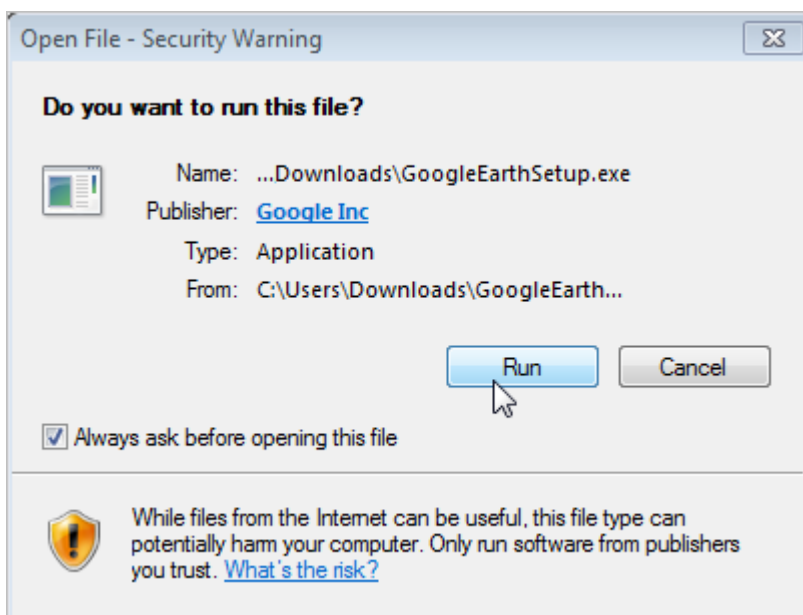 Open File - Security Warning
Do you want to run this file?
Name: ...Downloads\GoogleEarthSetup.exe
Publisher: Google Inc
Type: Application
From: C:\Users\Downloads\GoogleEarth...
Run Cancel
Always ask before opening this file
While files from the Internet can be useful, this file type can
potentially harm your computer. Only run software from publishers
you trust. What's the risk?